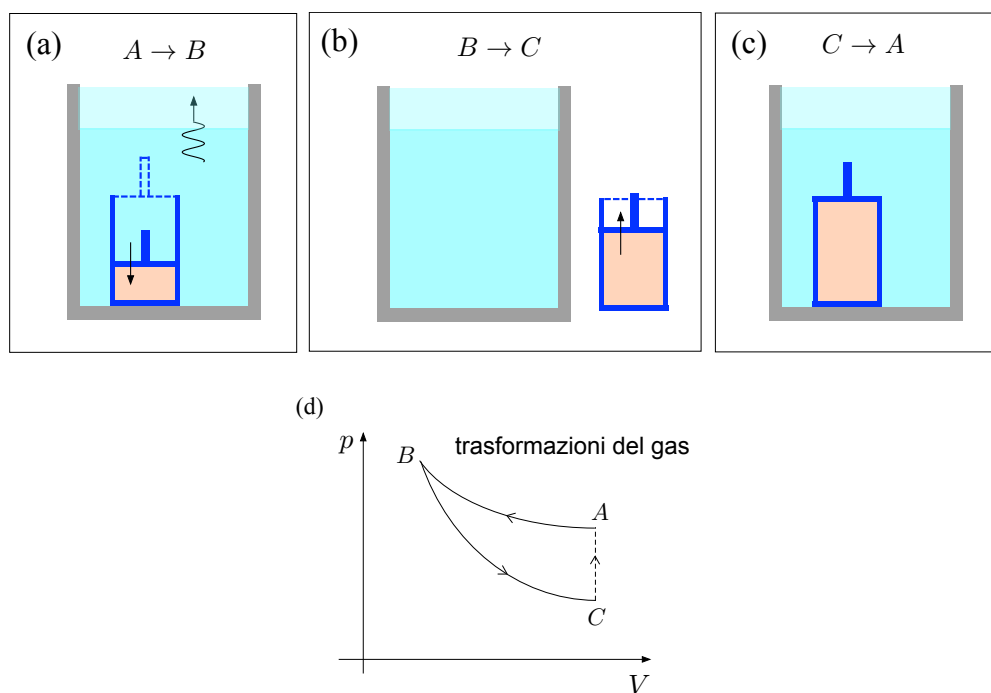 (a)
A → B
(b)
B → C
(c)
C → A
(d)
p
B
trasformazioni del gas
A
C
V